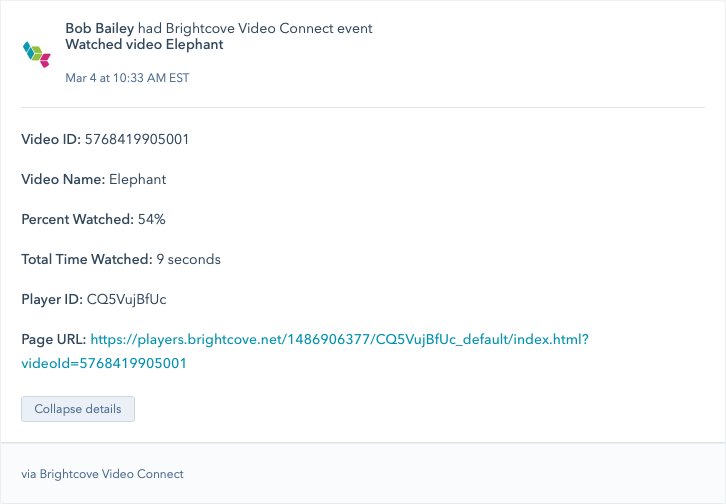 Bob Bailey had Brightcove Video Connect event
Watched video Elephant
Mar 4 at 10:33 AM EST
Video ID: 5768419905001
Video Name: Elephant
Percent Watched: 54%
Total Time Watched: 9 seconds
Player ID: CQ5VujBfUc
Page URL: https://players.brightcove.net/1486906377/CQ5VujBfUc_default/index.html?
videoId=5768419905001
Collapse details
via Brightcove Video Connect